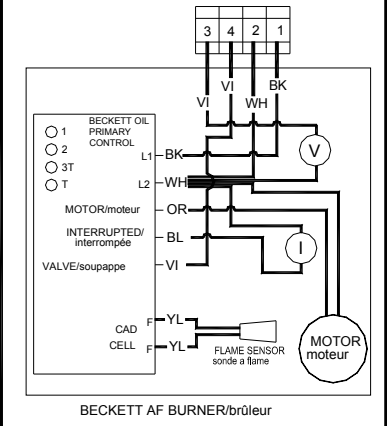 3 4 2 1
VI
BK
VI
WH
BECKETT OIL
PRIMARY
CONTROL
1
2
3T
T
L1
BK
V
L2
WH
MOTOR/moteur
OR
INTERRUPTED/
interrompée
BL
I
VALVE/soupappe
VI
F
YL
CAD
CELL
F
YL
FLAME SENSOR
sonde a flame
MOTOR
moteur
BECKETT AF BURNER/brûleur